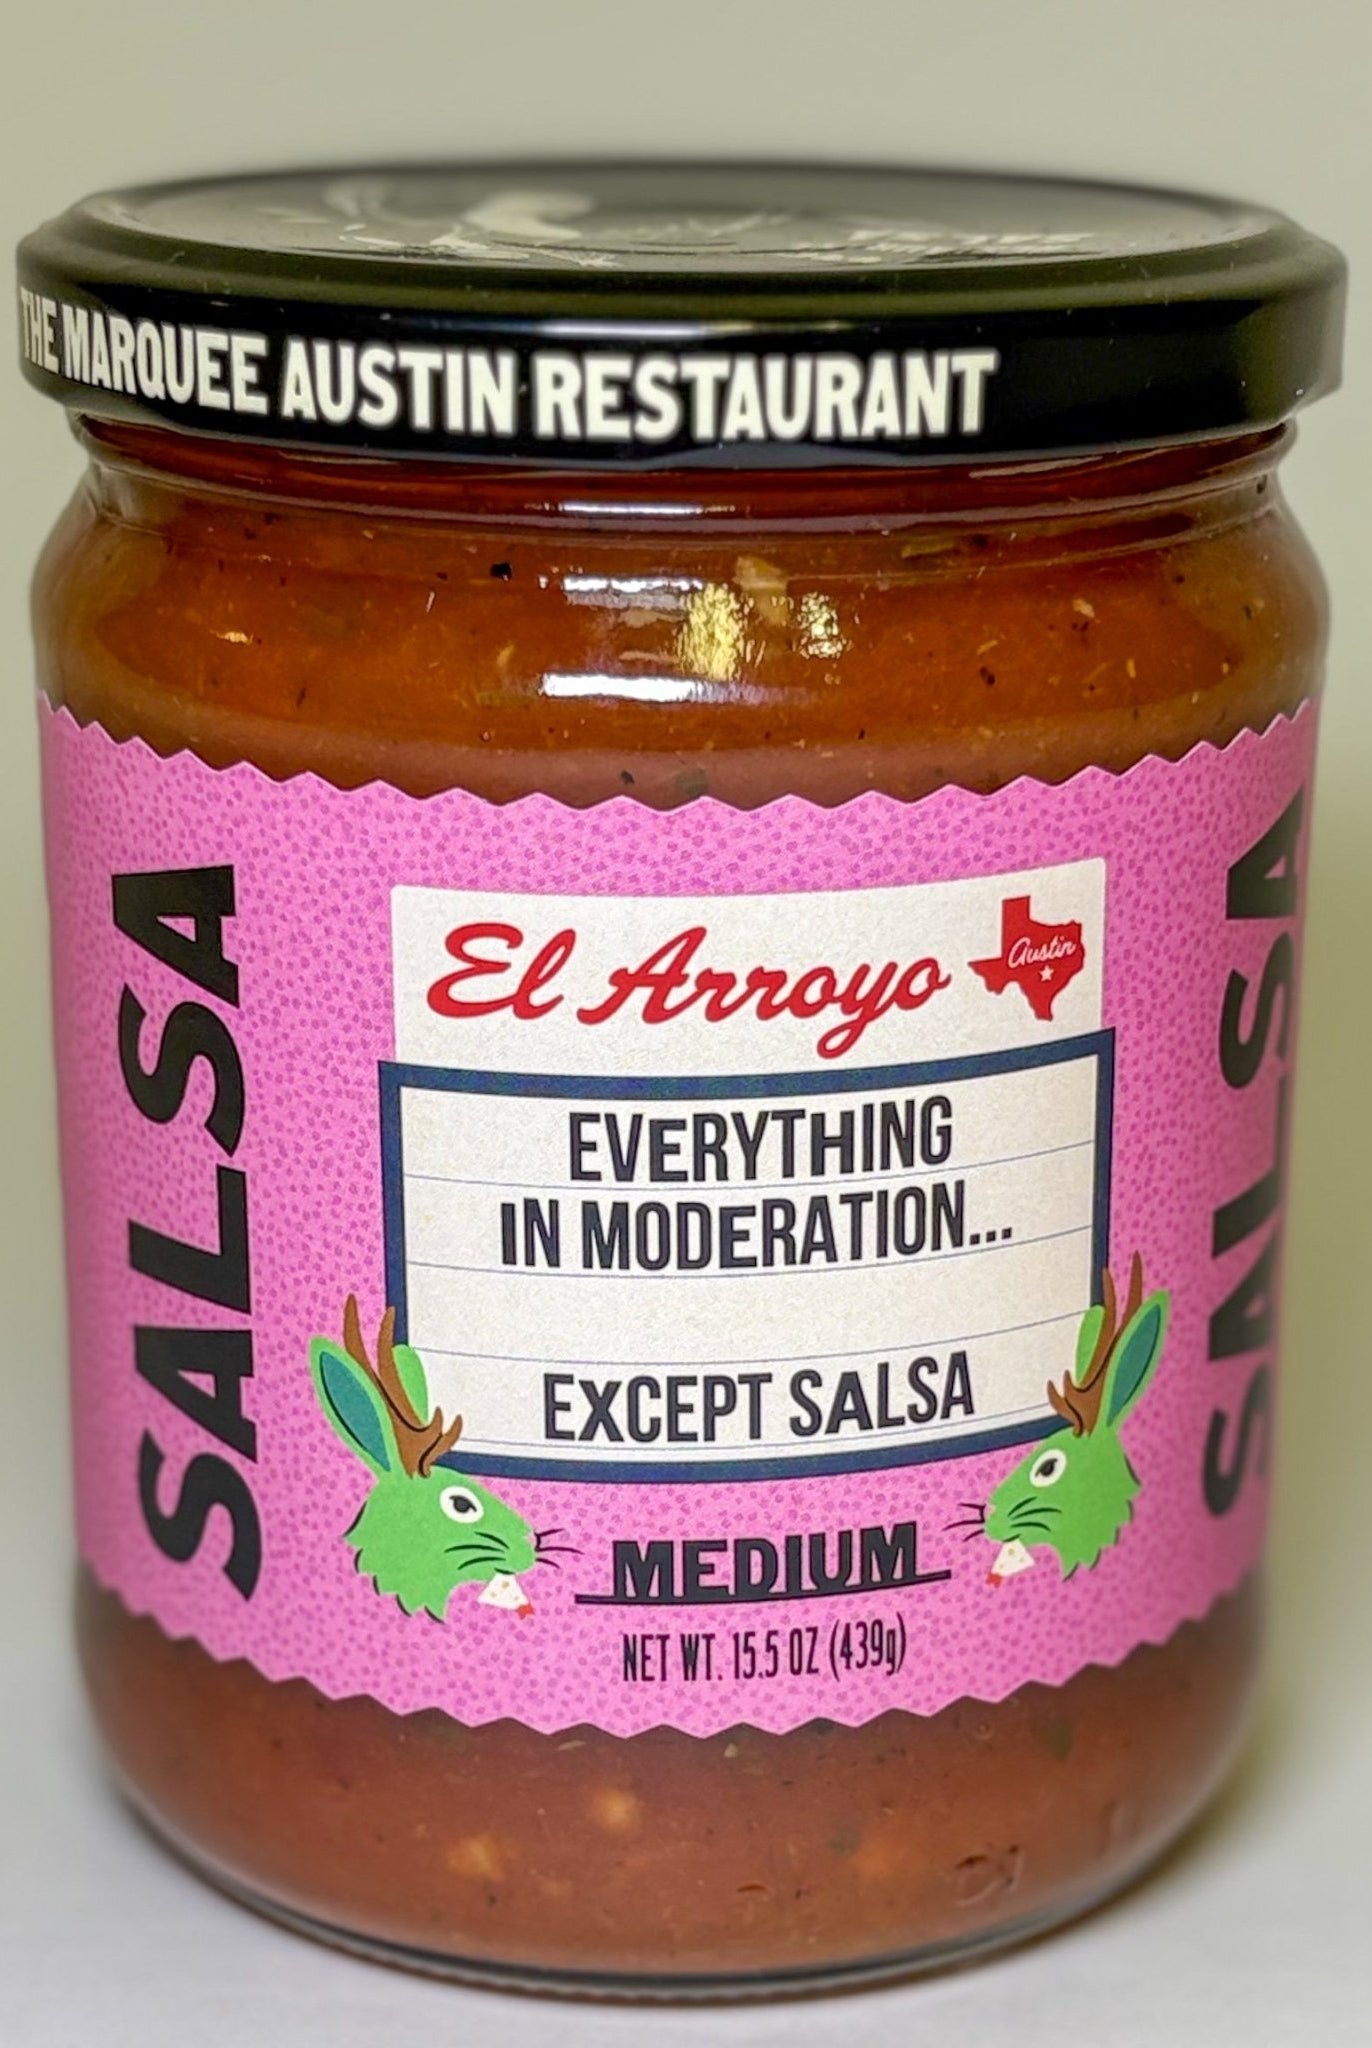 THE MARQUEE AUSTIN RESTAURANT
SALSA
El Arroyo
Austin
EVERYTHING
IN MODERATION...
EXCEPT SALSA
MEDIUM
NET WT. 15.5 OZ (439g)
SALSA